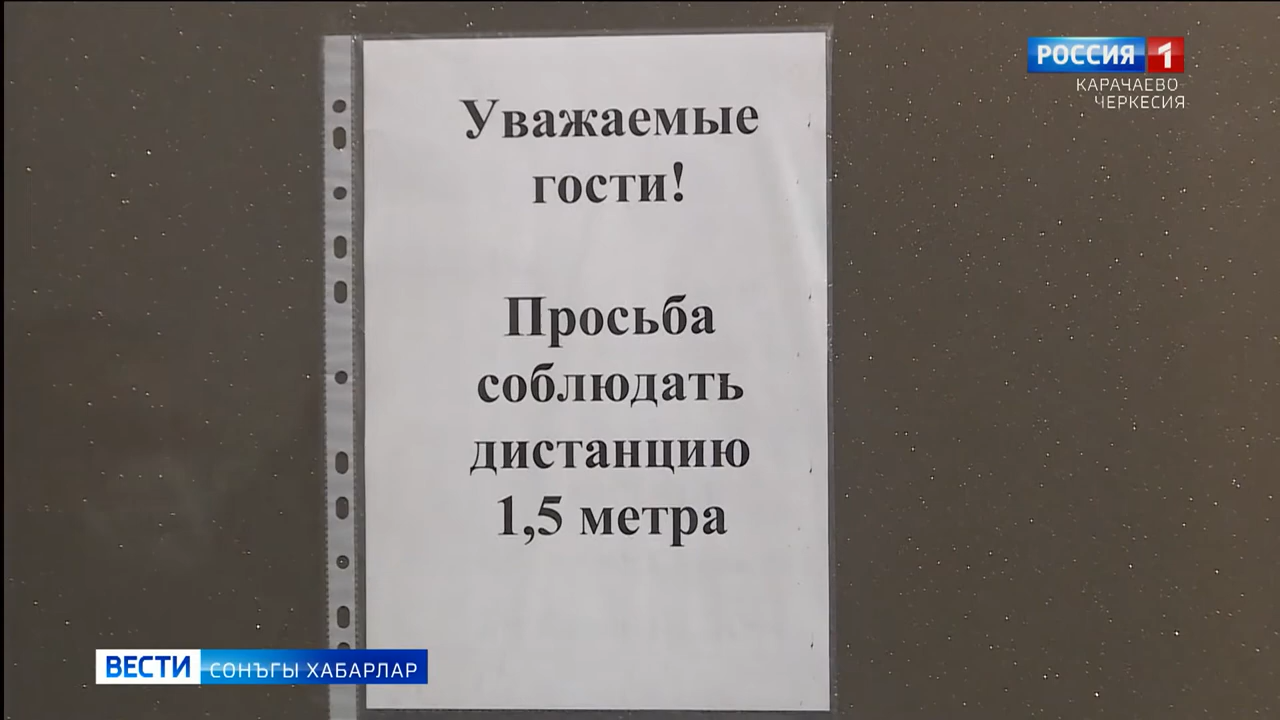 РОССИЯ 1
КАРАЧАЕВО
ЧЕРКЕСИЯ
Уважаемые
гости!
Просьба
соблюдать
дистанцию
1,5 метра
ВЕСТИ СОНЪГЫ ХАБАРЛАР